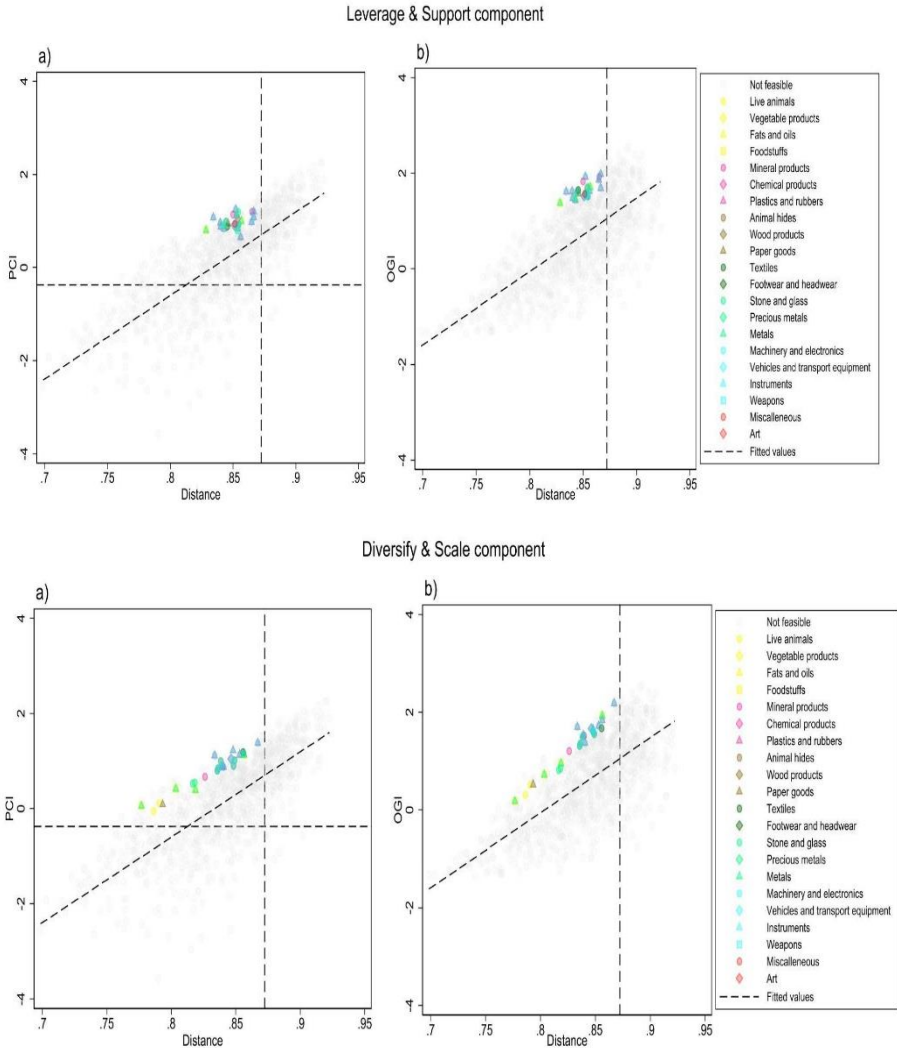 Leverage & Support component
a)
PCI
4
2
0
-2
-4
.7
.75
.8
.85
.9
.95
Distance
b)
OGI
4
2
0
-2
-4
.7
.75
.8
.85
.9
.95
Distance
Not feasible
Live animals
Vegetable products
Fats and oils
Foodstuffs
Mineral products
Chemical products
Plastics and rubbers
Animal hides
Wood products
Paper goods
Textiles
Footwear and headwear
Stone and glass
Precious metals
Metals
Machinery and electronics
Vehicles and transport equipment
Instruments
Weapons
Miscalleneous
Art
Fitted values
Diversify & Scale component
a)
PCI
4
2
0
-2
-4
.7
.75
.8
.85
.9
.95
Distance
b)
OGI
4
2
0
-2
-4
.7
.75
.8
.85
.9
.95
Distance
Not feasible
Live animals
Vegetable products
Fats and oils
Foodstuffs
Mineral products
Chemical products
Plastics and rubbers
Animal hides
Wood products
Paper goods
Textiles
Footwear and headwear
Stone and glass
Precious metals
Metals
Machinery and electronics
Vehicles and transport equipment
Instruments
Weapons
Miscalleneous
Art
Fitted values